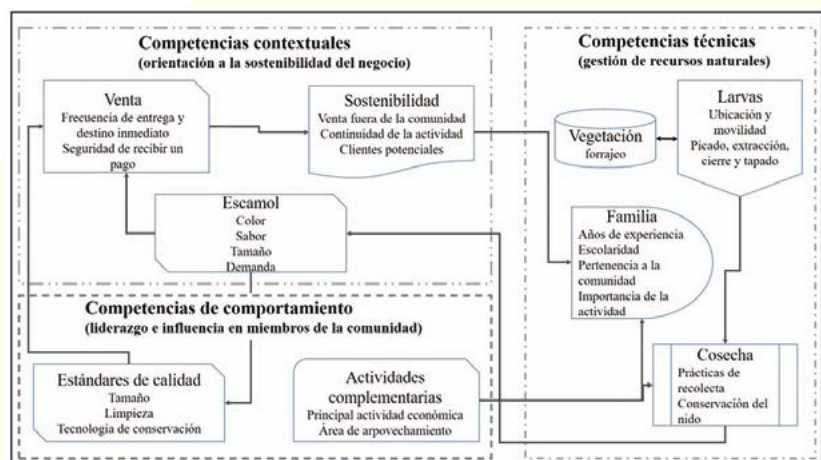 Competencias contextuales
(orientación a la sostenibilidad del negocio)
Venta
Frecuencia de entrega y
destino inmediato
Seguridad de recibir un
pago
Sostenibilidad
Venta fuera de la comunidad
Continuidad de la actividad
Clientes potenciales
Escamol
Color
Sabor
Tamaño
Demanda
Competencias de comportamiento
(liderazgo e influencia en miembros de la comunidad)
Estándares de calidad
Tamaño
Limpieza
Tecnología de conservación
Actividades
complementarias
Principal actividad económica
Área de arpovechamiento
Competencias técnicas
(gestión de recursos naturales)
Vegetación
forrajeo
Larvas
Ubicación y
movilidad
Picado, extracción,
cierre y tapado
Familia
Años de experiencia
Escolaridad
Pertenencia a la
comunidad
Importancia de la
actividad
Cosecha
Prácticas de
recolecta
Conservación del
nido